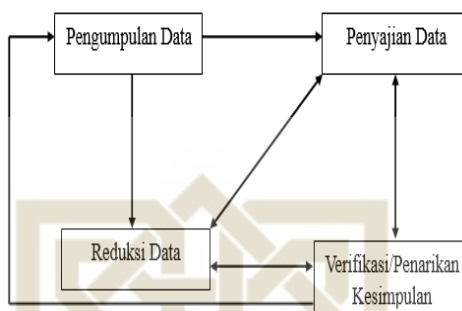 Pengumpulan Data
Penyajian Data
Reduksi Data
Verifikasi/Penarikan
Kesimpulan